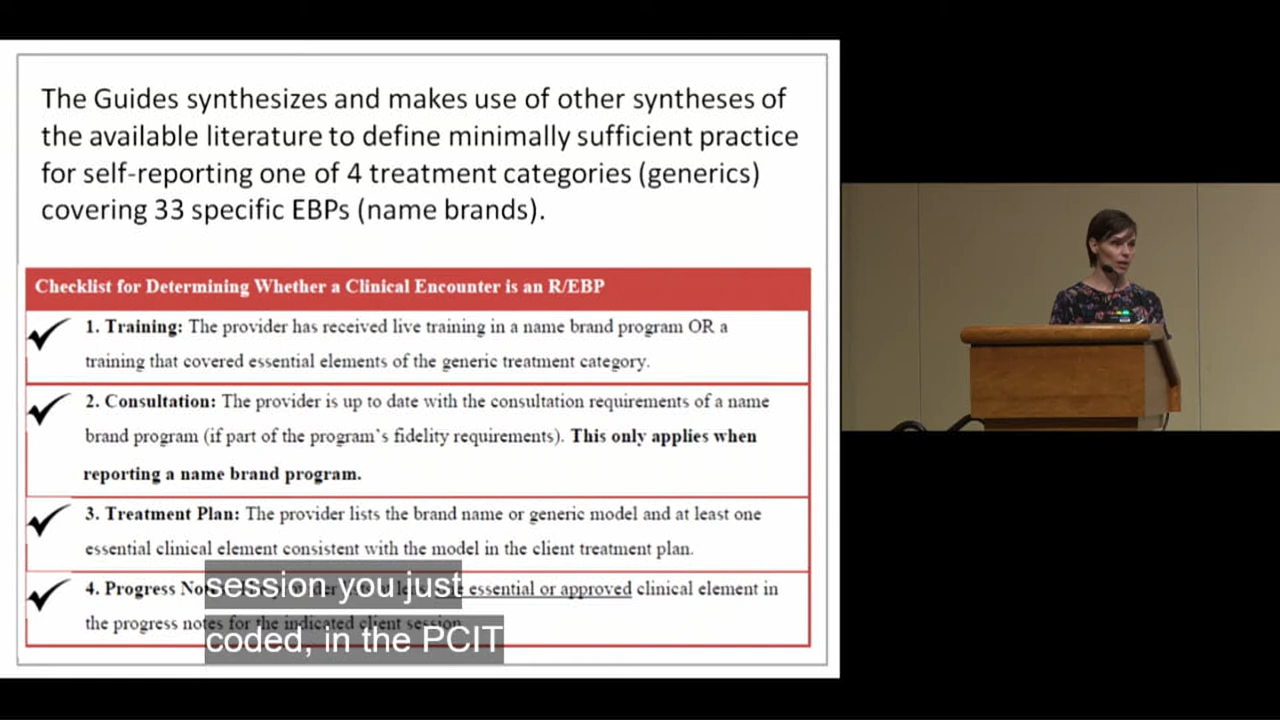 The Guides synthesizes and makes use of other syntheses of
the available literature to define minimally sufficient practice
for self-reporting one of 4 treatment categories (generics)
covering 33 specific EBPs (name brands).
Checklist for Determining Whether a Clinical Encounter is an R/EBP
1. Training: The provider has received live training in a name brand program OR a
training that covered essential elements of the generic treatment category.
2. Consultation: The provider is up to date with the consultation requirements of a name
brand program (if part of the program's fidelity requirements). This only applies when
reporting a name brand program.
3. Treatment Plan: The provider lists the brand name or generic model and at least one
essential clinical element consistent with the model in the client treatment plan.
4. Progress essential or approved clinical element in
the progress notes for the indicated client session
session you just
coded, in the PCIT